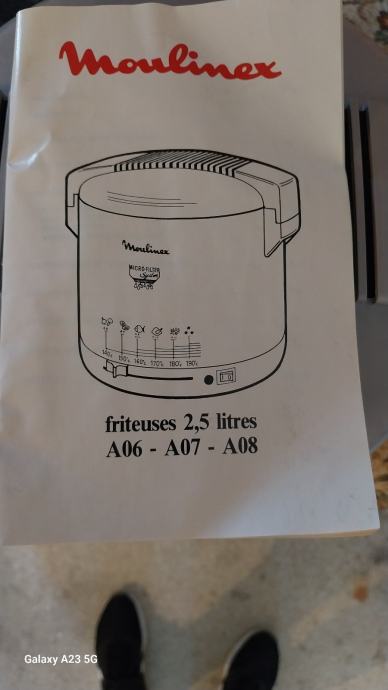 Moulinex
Moulinex
MICRO-FILTER
System
140°c 150°c 160°c 170°c 180°c 190°c
friteuses 2,5 litres
A06 - A07 - A08
Galaxy A23 5G